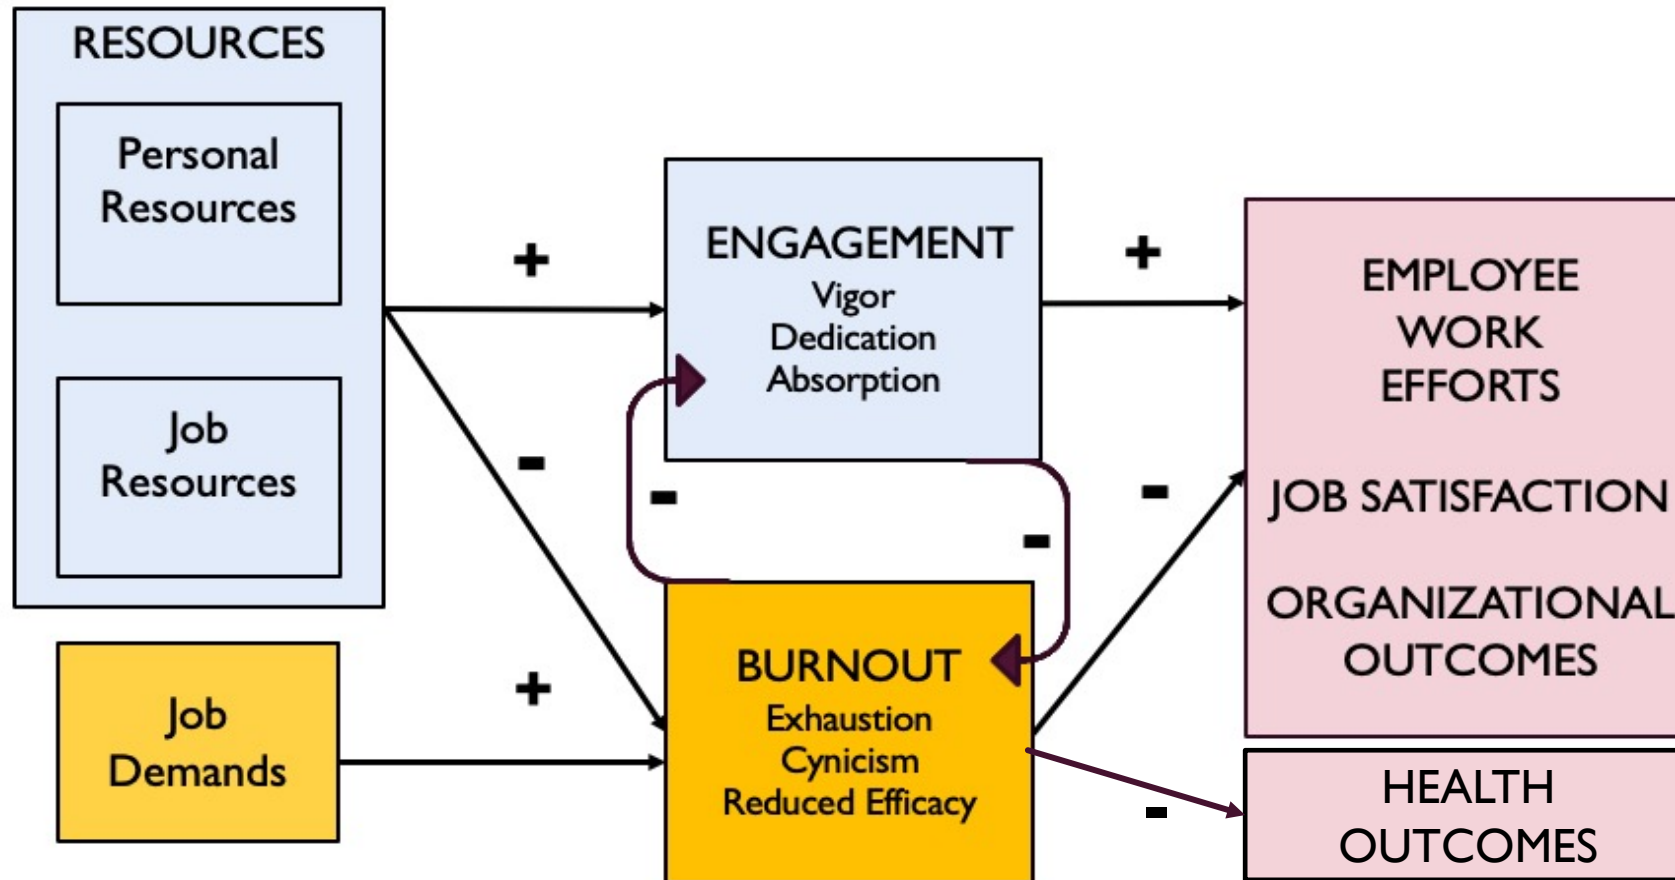 RESOURCES
Personal
Resources
Job
Resources
Job
Demands
+
-
+
ENGAGEMENT
Vigor
Dedication
Absorption
-
-
BURNOUT
Exhaustion
Cynicism
Reduced Efficacy
+
-
-
EMPLOYEE
WORK
EFFORTS
JOB SATISFACTION
ORGANIZATIONAL
OUTCOMES
HEALTH
OUTCOMES